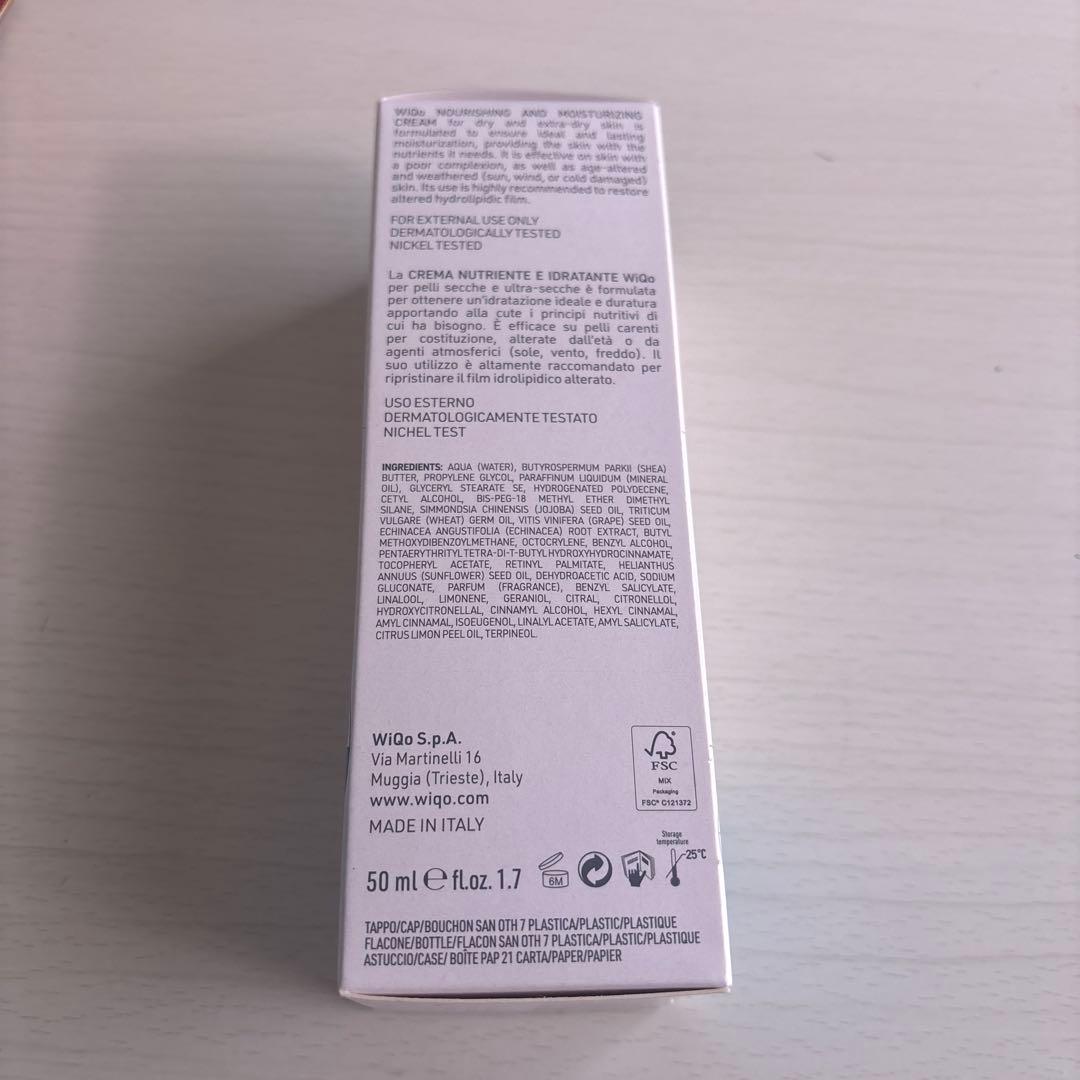 WiQo NOURISHING AND MOISTURIZING
CREAM for dry and extra-dry skin is
formulated to ensure ideal and lasting
moisturization, providing the skin with the
nutrients it needs. It is effective on skin with
a poor complexion, as well as age-altered
and weathered (sun, wind, or cold damaged)
skin. Its use is highly recommended to restore
altered hydrolipidic film.
FOR EXTERNAL USE ONLY
DERMATOLOGICALLY TESTED
NICKEL TESTED
La CREMA NUTRIENTE E IDRATANTE WiQo
per pelli secche e ultra-secche è formulata
per ottenere un'idratazione ideale e duratura
apportando alla cute i principi nutritivi di
cui ha bisogno. È efficace su pelli carenti
per costituzione, alterate dall'età o da
agenti atmosferici (sole, vento, freddo). Il
suo utilizzo è altamente raccomandato per
ripristinare il film idrolipidico alterato.
USO ESTERNO
DERMATOLOGICAMENTE TESTATO
NICHEL TEST
INGREDIENTS: AQUA (WATER), BUTYROSPERMUM PARKII (SHEA)
BUTTER, PROPYLENE GLYCOL, PARAFFINUM LIQUIDUM (MINERAL
OIL), GLYCERYL STEARATE SE, HYDROGENATED POLYDECENE,
CETYL ALCOHOL, BIS-PEG-18 METHYL ETHER DIMETHYL
SILANE, SIMMONDSIA CHINENSIS (JOJOBA) SEED OIL, TRITICUM
VULGARE (WHEAT) GERM OIL, VITIS VINIFERA (GRAPE) SEED OIL,
ECHINACEA ANGUSTIFOLIA (ECHINACEA) ROOT EXTRACT, BUTYL
METHOXYDIBENZOYLMETHANE, OCTOCRYLENE, BENZYL ALCOHOL,
PENTAERYTHRITYL TETRA-DI-T-BUTYL HYDROXYHYDROCINNAMATE,
TOCOPHERYL ACETATE, RETINYL PALMITATE, HELIANTHUS
ANNUUS (SUNFLOWER) SEED OIL, DEHYDROACETIC ACID, SODIUM
GLUCONATE, PARFUM (FRAGRANCE), BENZYL SALICYLATE,
LINALOOL, LIMONENE, GERANIOL, CITRAL, CITRONELLOL,
HYDROXYCITRONELLAL, CINNAMYL ALCOHOL, HEXYL CINNAMAL,
AMYL CINNAMAL, ISOEUGENOL, LINALYL ACETATE, AMYL SALICYLATE,
CITRUS LIMON PEEL OIL, TERPINEOL.
WiQo S.p.A.
Via Martinelli 16
Muggia (Trieste), Italy
www.wiqo.com
MADE IN ITALY
FSC
MIX
Packaging
FSC® C121372
Storage
temperature
25°C
50 ml ℮ fl.oz. 1.7
6M
TAPPO/CAP/BOUCHON SAN OTH 7 PLASTICA/PLASTIC/PLASTIQUE
FLACONE/BOTTLE/FLACON SAN OTH 7 PLASTICA/PLASTIC/PLASTIQUE
ASTUCCIO/CASE/ BOÎTE PAP 21 CARTA/PAPER/PAPIER